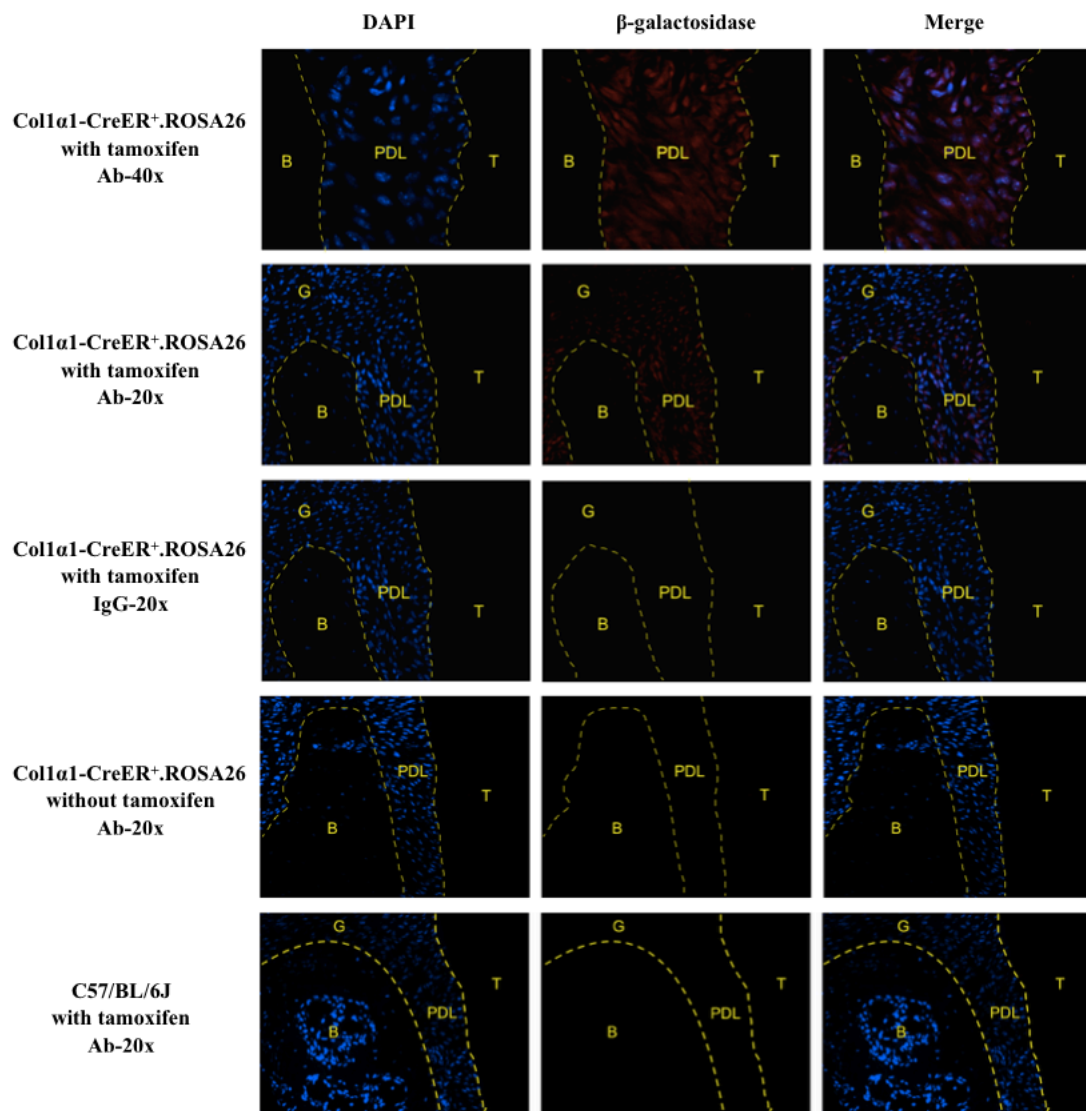 DAPI β-galactosidase Merge
Col1α1-CreER⁺.ROSA26
with tamoxifen
Ab-40x
B PDL T B PDL T B PDL T
Col1α1-CreER⁺.ROSA26
with tamoxifen
Ab-20x
G G G
T T T
B PDL B PDL B PDL
Col1α1-CreER⁺.ROSA26
with tamoxifen
IgG-20x
G G G
PDL PDL PDL
B T B T B T
Col1α1-CreER⁺.ROSA26
without tamoxifen
Ab-20x
PDL PDL PDL
T T T
B B B
C57/BL/6J
with tamoxifen
Ab-20x
G G G
T T T
B PDL B PDL B PDL